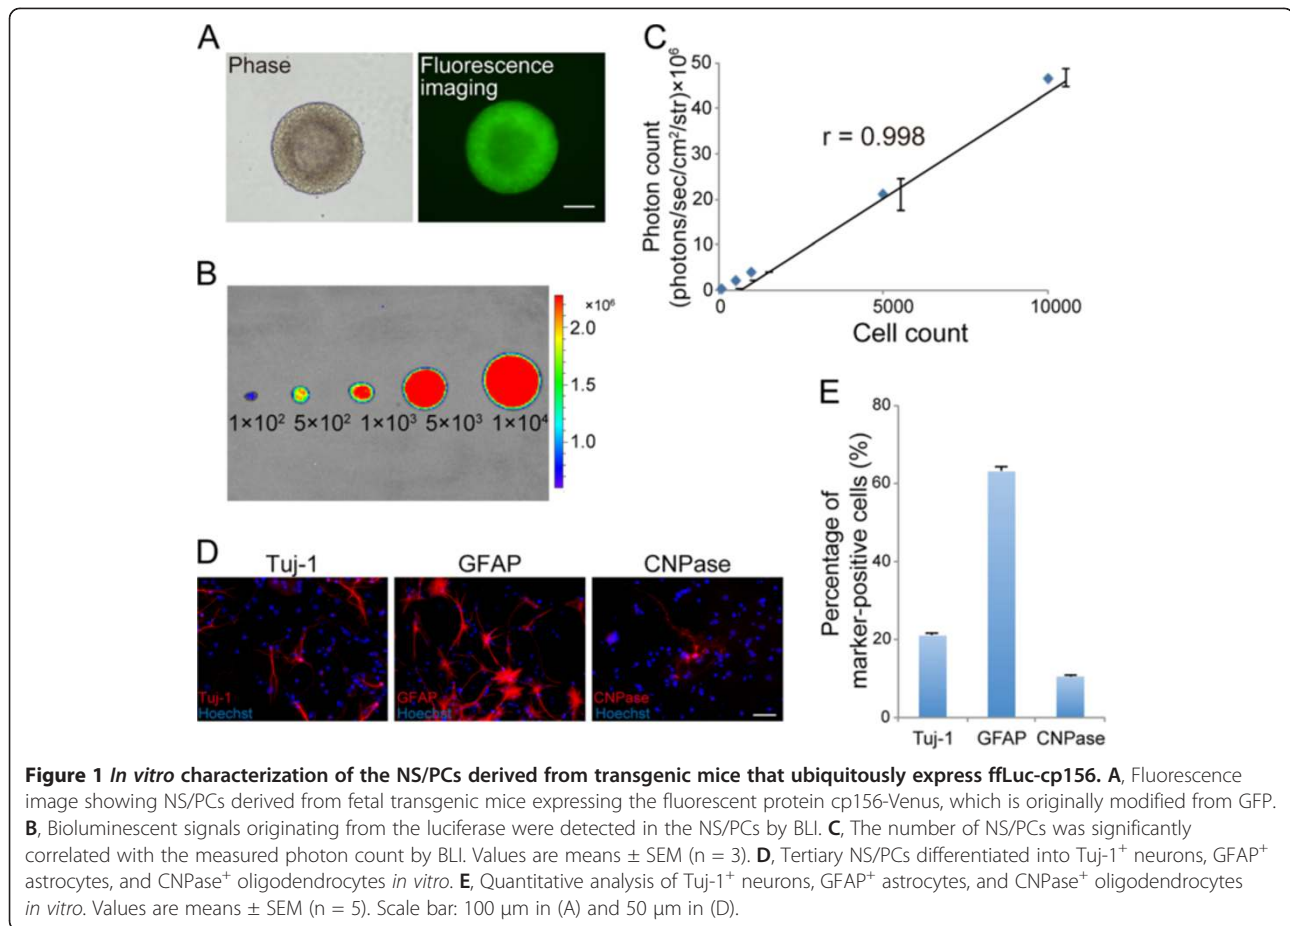 A
Phase
Fluorescence
imaging
B
×10⁶
2.0
1.6
1.0
1×10² 5×10² 1×10³ 5×10³ 1×10⁴
C
Photon count
(photons/sec/cm²/str)×10⁶
50
40
30
20
10
0
r = 0.998
0 5000 10000
Cell count
D
Tuj-1 GFAP CNPase
Tuj-1
Hoechst
GFAP
Hoechst
CNPase
Hoechst
E
Percentage of
marker-positive cells (%)
80
60
40
20
0
Tuj-1 GFAP CNPase
Figure 1 In vitro characterization of the NS/PCs derived from transgenic mice that ubiquitously express ffLuc-cp156. A, Fluorescence
image showing NS/PCs derived from fetal transgenic mice expressing the fluorescent protein cp156-Venus, which is originally modified from GFP.
B, Bioluminescent signals originating from the luciferase were detected in the NS/PCs by BLI. C, The number of NS/PCs was significantly
correlated with the measured photon count by BLI. Values are means ± SEM (n = 3). D, Tertiary NS/PCs differentiated into Tuj-1⁺ neurons, GFAP⁺
astrocytes, and CNPase⁺ oligodendrocytes in vitro. E, Quantitative analysis of Tuj-1⁺ neurons, GFAP⁺ astrocytes, and CNPase⁺ oligodendrocytes
in vitro. Values are means ± SEM (n = 5). Scale bar: 100 μm in (A) and 50 μm in (D).